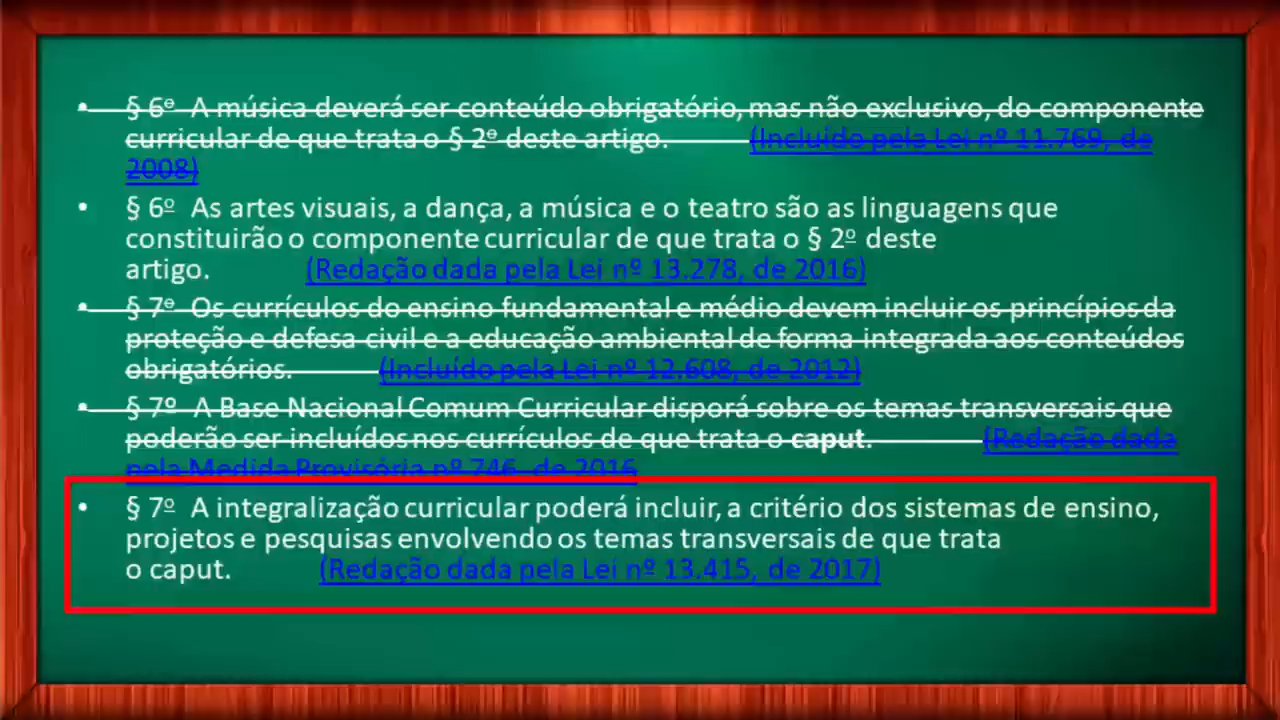 • § 6º A música deverá ser conteúdo obrigatório, mas não exclusivo, do componente
curricular de que trata o § 2º deste artigo. (Incluído pela Lei nº 11.769, de
2008)
• § 6º As artes visuais, a dança, a música e o teatro são as linguagens que
constituirão o componente curricular de que trata o § 2º deste
artigo. (Redação dada pela Lei nº 13.278, de 2016)
• § 7º Os currículos do ensino fundamental e médio devem incluir os princípios da
proteção e defesa civil e a educação ambiental de forma integrada aos conteúdos
obrigatórios. (Incluído pela Lei nº 12.608, de 2012)
• § 7º A Base Nacional Comum Curricular disporá sobre os temas transversais que
poderão ser incluídos nos currículos de que trata o caput. (Redação dada
pela Medida Provisória nº 746, de 2016
• § 7º A integralização curricular poderá incluir, a critério dos sistemas de ensino,
projetos e pesquisas envolvendo os temas transversais de que trata
o caput. (Redação dada pela Lei nº 13.415, de 2017)